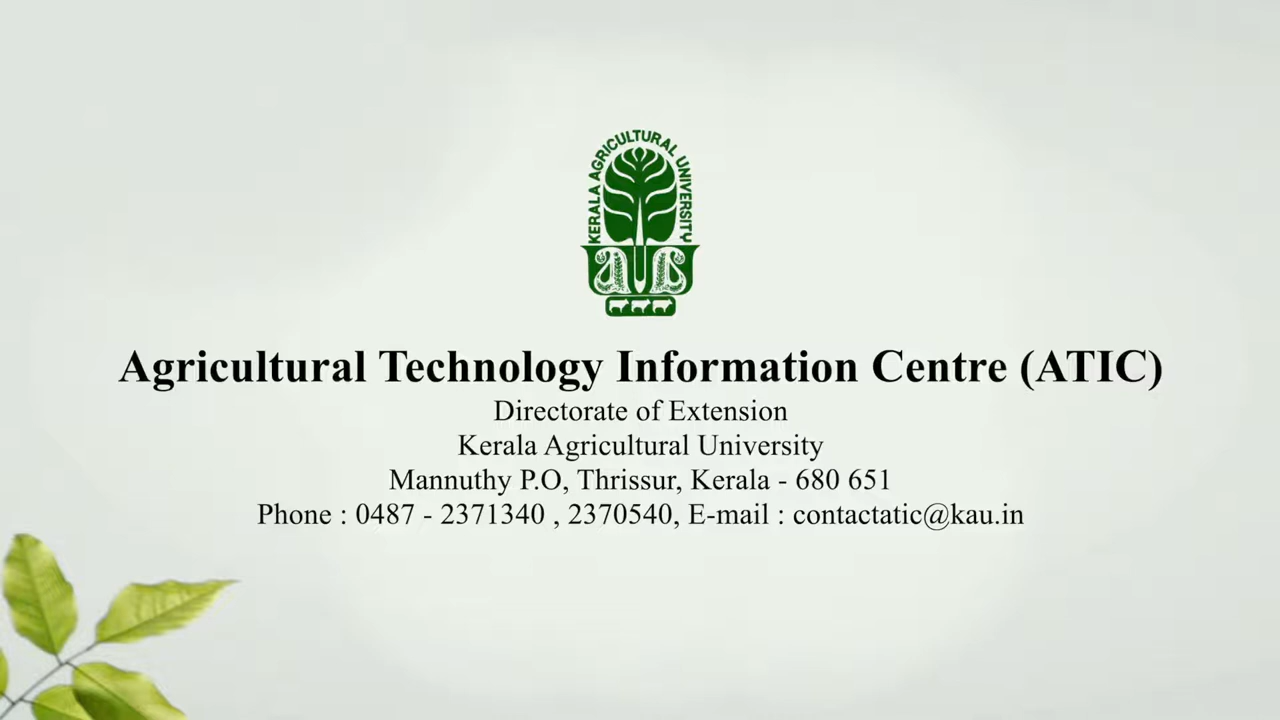 KERALA AGRICULTURAL UNIVERSITY
Agricultural Technology Information Centre (ATIC)
Directorate of Extension
Kerala Agricultural University
Mannuthy P.O, Thrissur, Kerala - 680 651
Phone : 0487 - 2371340 , 2370540, E-mail : contactatic@kau.in